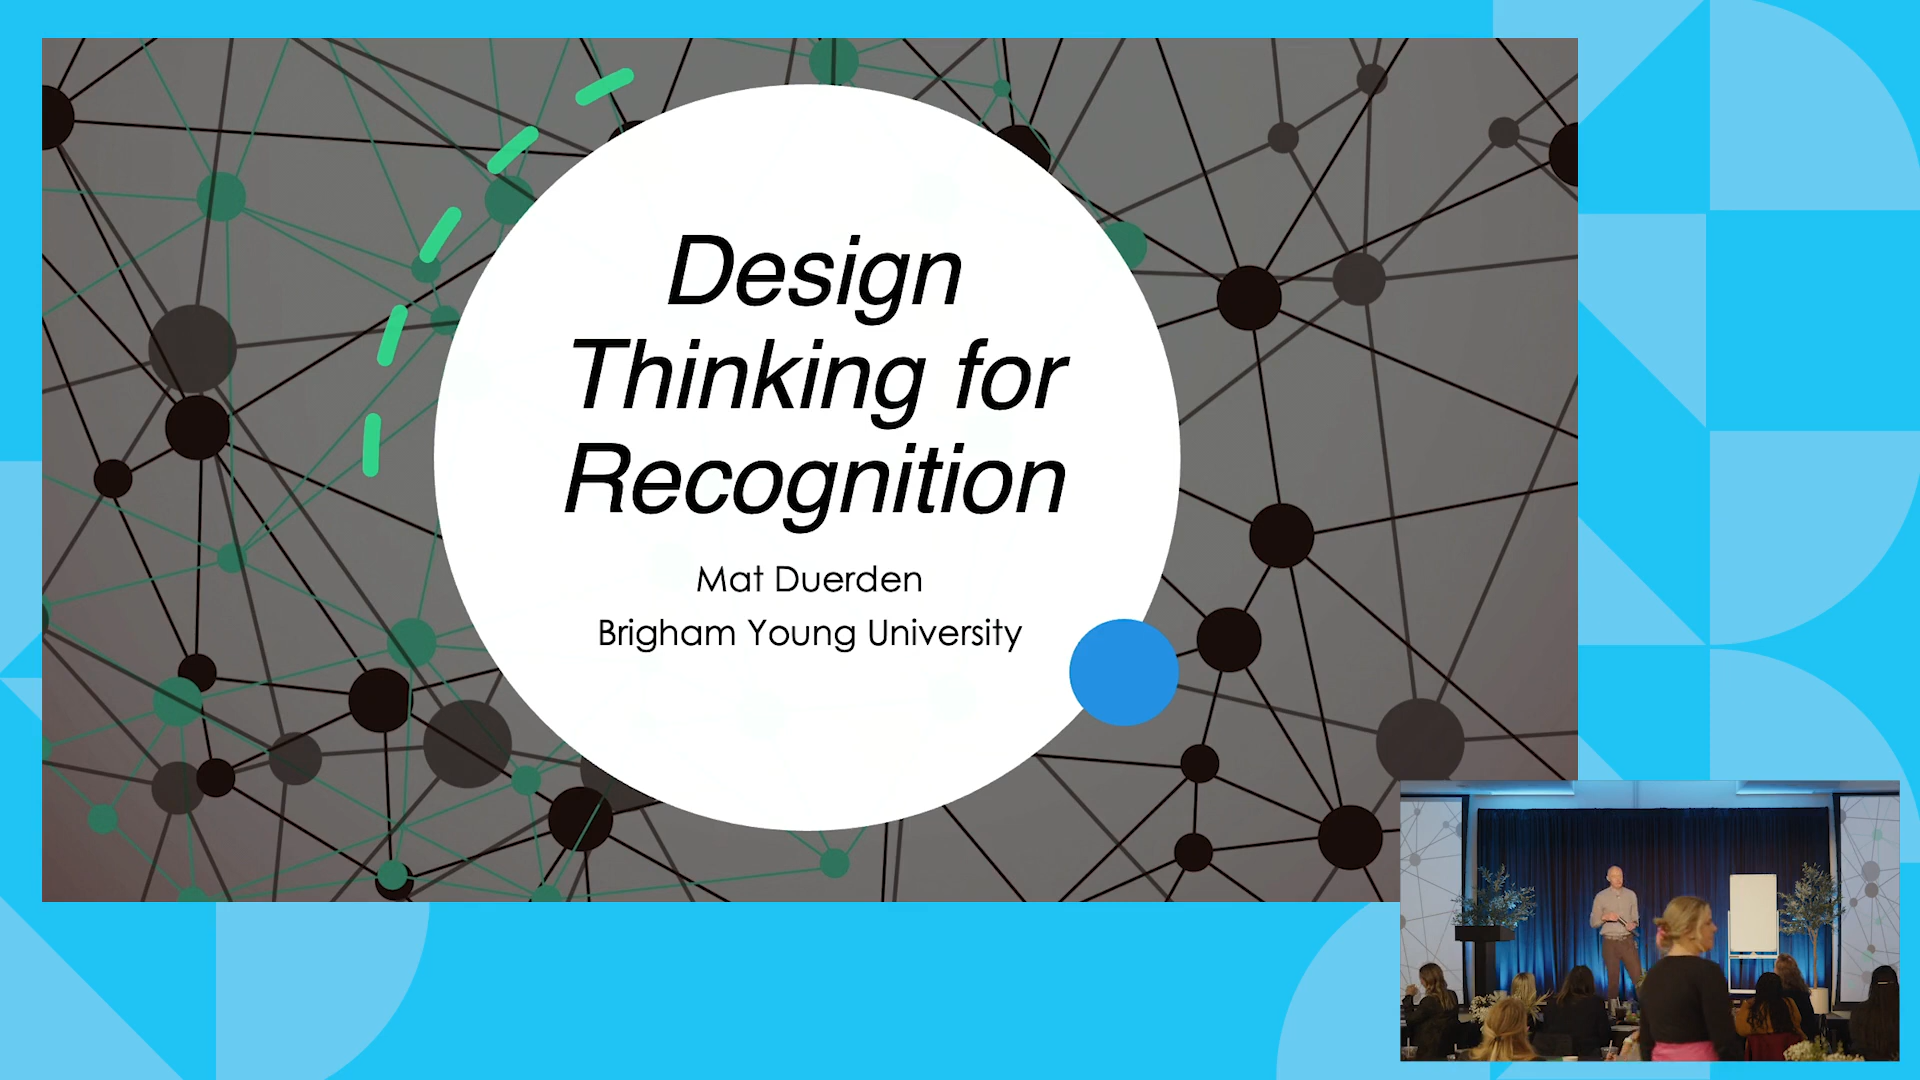 Design
Thinking for
Recognition
Mat Duerden
Brigham Young University